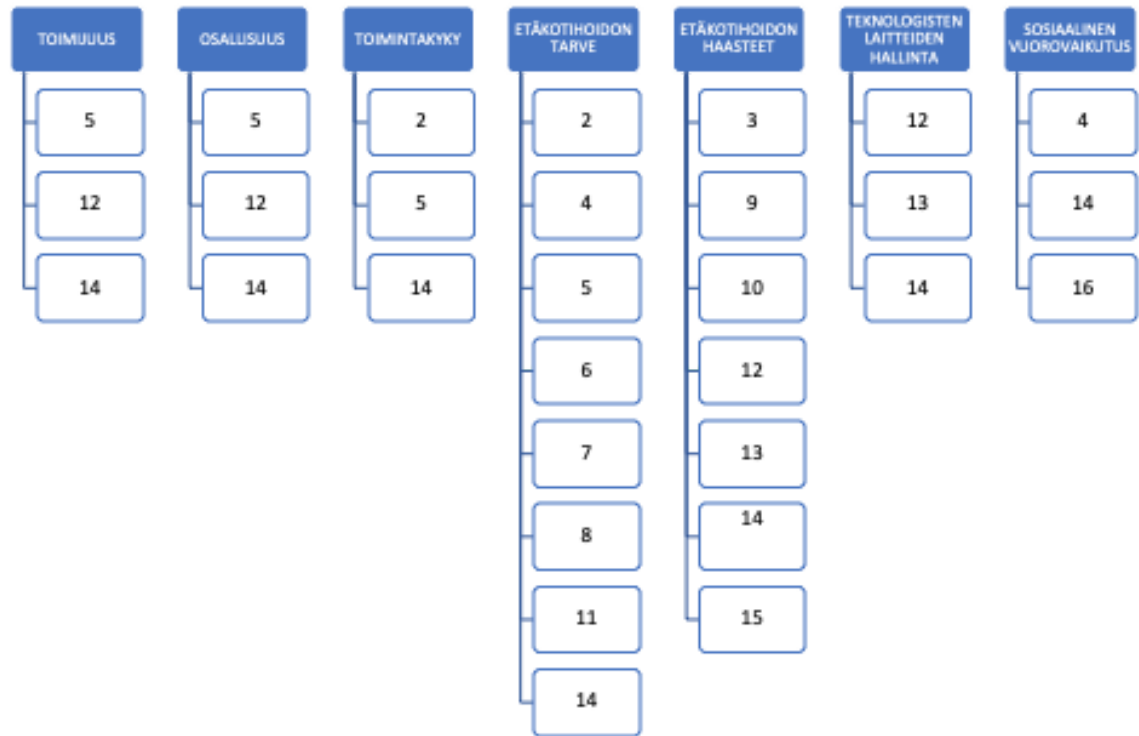 TOIMIJUUS
5
12
14
OSALLISUUS
5
12
14
TOIMINTAKYKY
2
5
14
ETÄKOTIHOIDON
TARVE
2
4
5
6
7
8
11
14
ETÄKOTIHOIDON
HAASTEET
3
9
10
12
13
14
15
TEKNOLOGISTEN
LAITTEIDEN
HALLINTA
12
13
14
SOSIAALINEN
VUOROVAIKUTUS
4
14
16